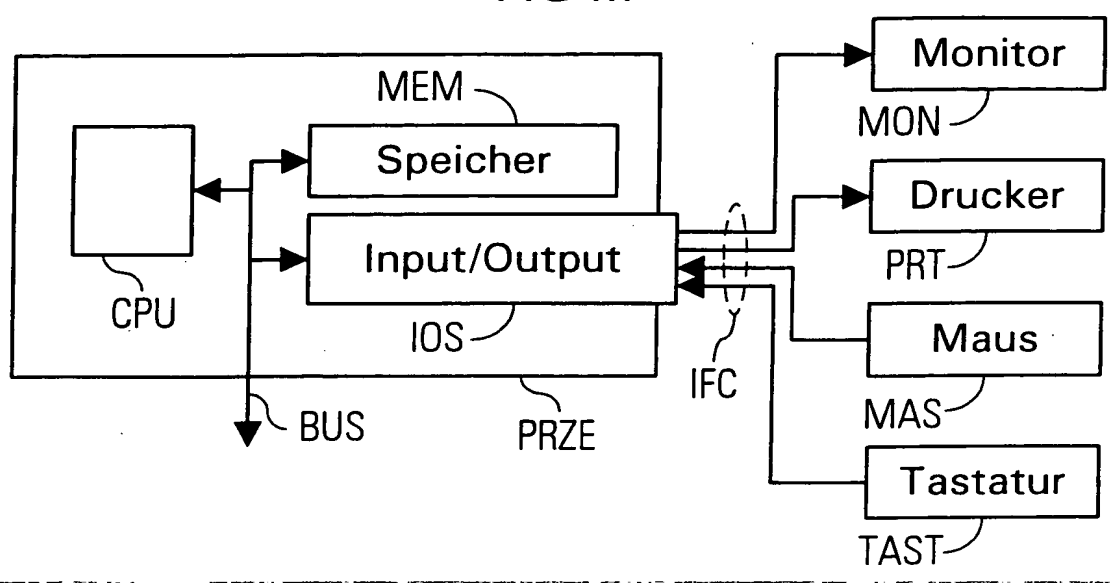 Monitor
MEM
MON
Speicher
Drucker
Input/Output
PRT
CPU
IOS
Maus
IFC
MAS
BUS
PRZE
Tastatur
TAST